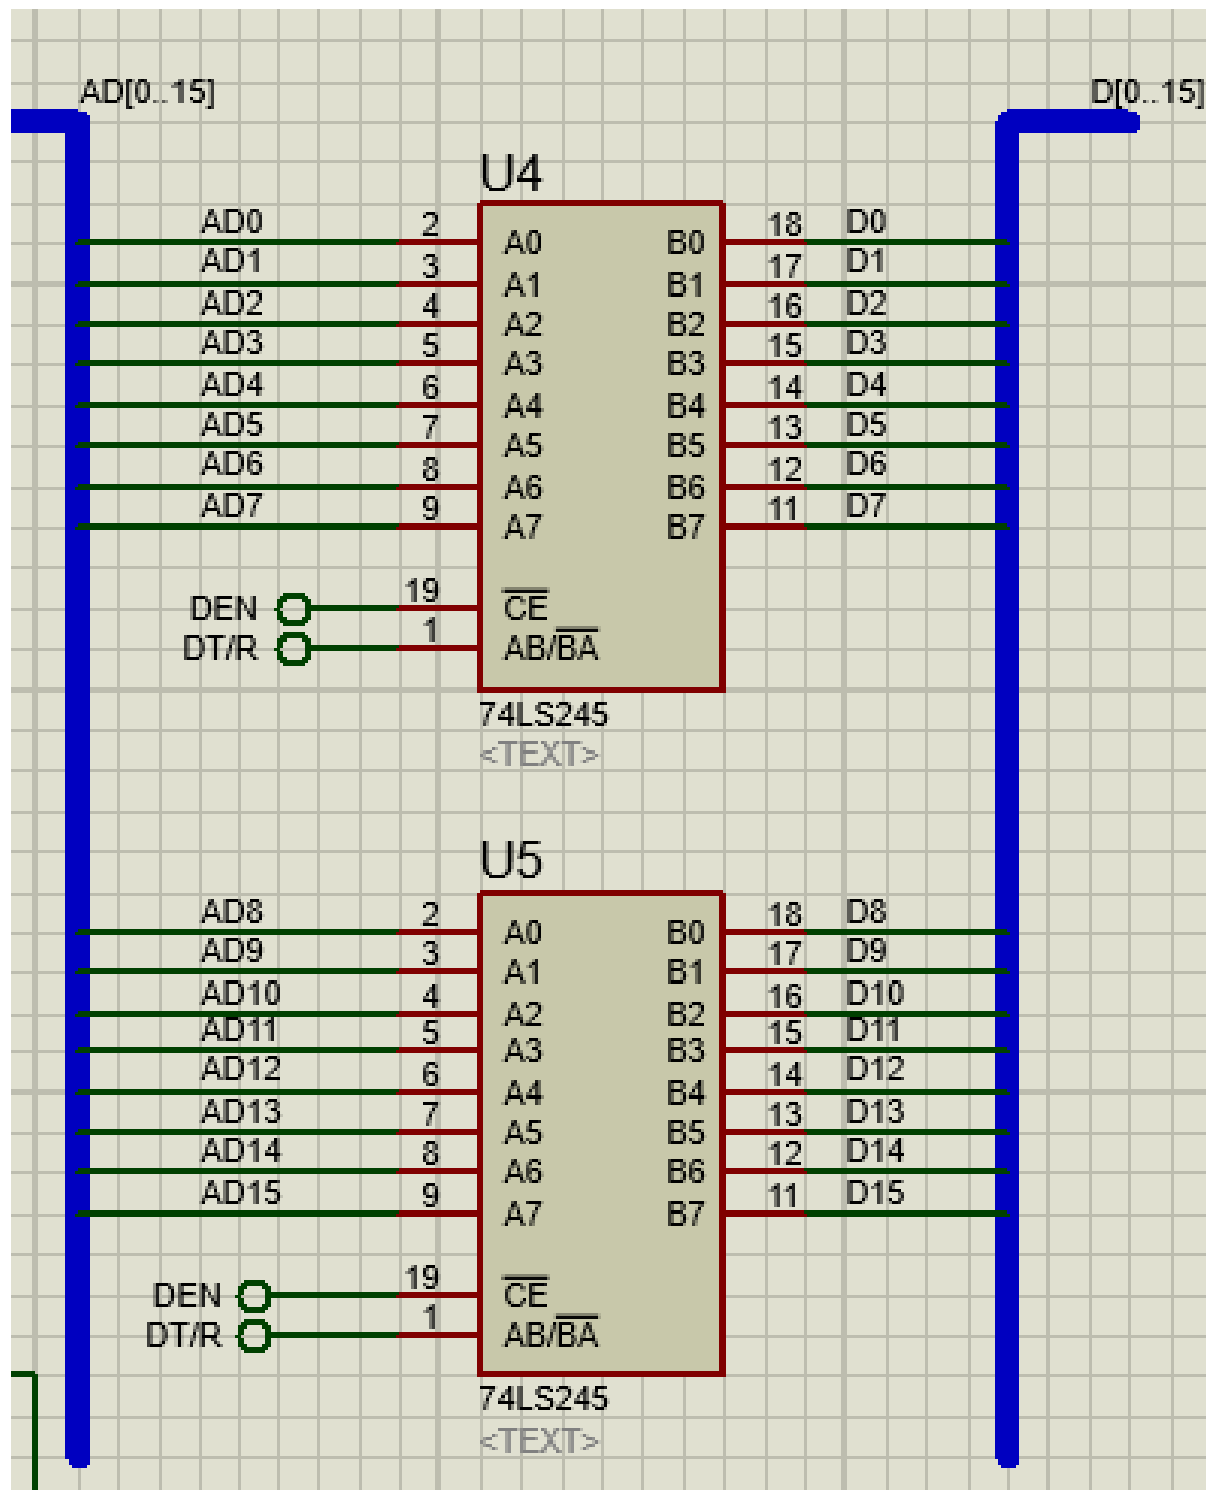 AD[0..15] D[0..15]
U4
AD0 2 A0 B0 18 D0
AD1 3 A1 B1 17 D1
AD2 4 A2 B2 16 D2
AD3 5 A3 B3 15 D3
AD4 6 A4 B4 14 D4
AD5 7 A5 B5 13 D5
AD6 8 A6 B6 12 D6
AD7 9 A7 B7 11 D7
DEN 19 C̅E̅
DT/R 1 AB/B̅A̅
74LS245
<TEXT>
U5
AD8 2 A0 B0 18 D8
AD9 3 A1 B1 17 D9
AD10 4 A2 B2 16 D10
AD11 5 A3 B3 15 D11
AD12 6 A4 B4 14 D12
AD13 7 A5 B5 13 D13
AD14 8 A6 B6 12 D14
AD15 9 A7 B7 11 D15
DEN 19 C̅E̅
DT/R 1 AB/B̅A̅
74LS245
<TEXT>